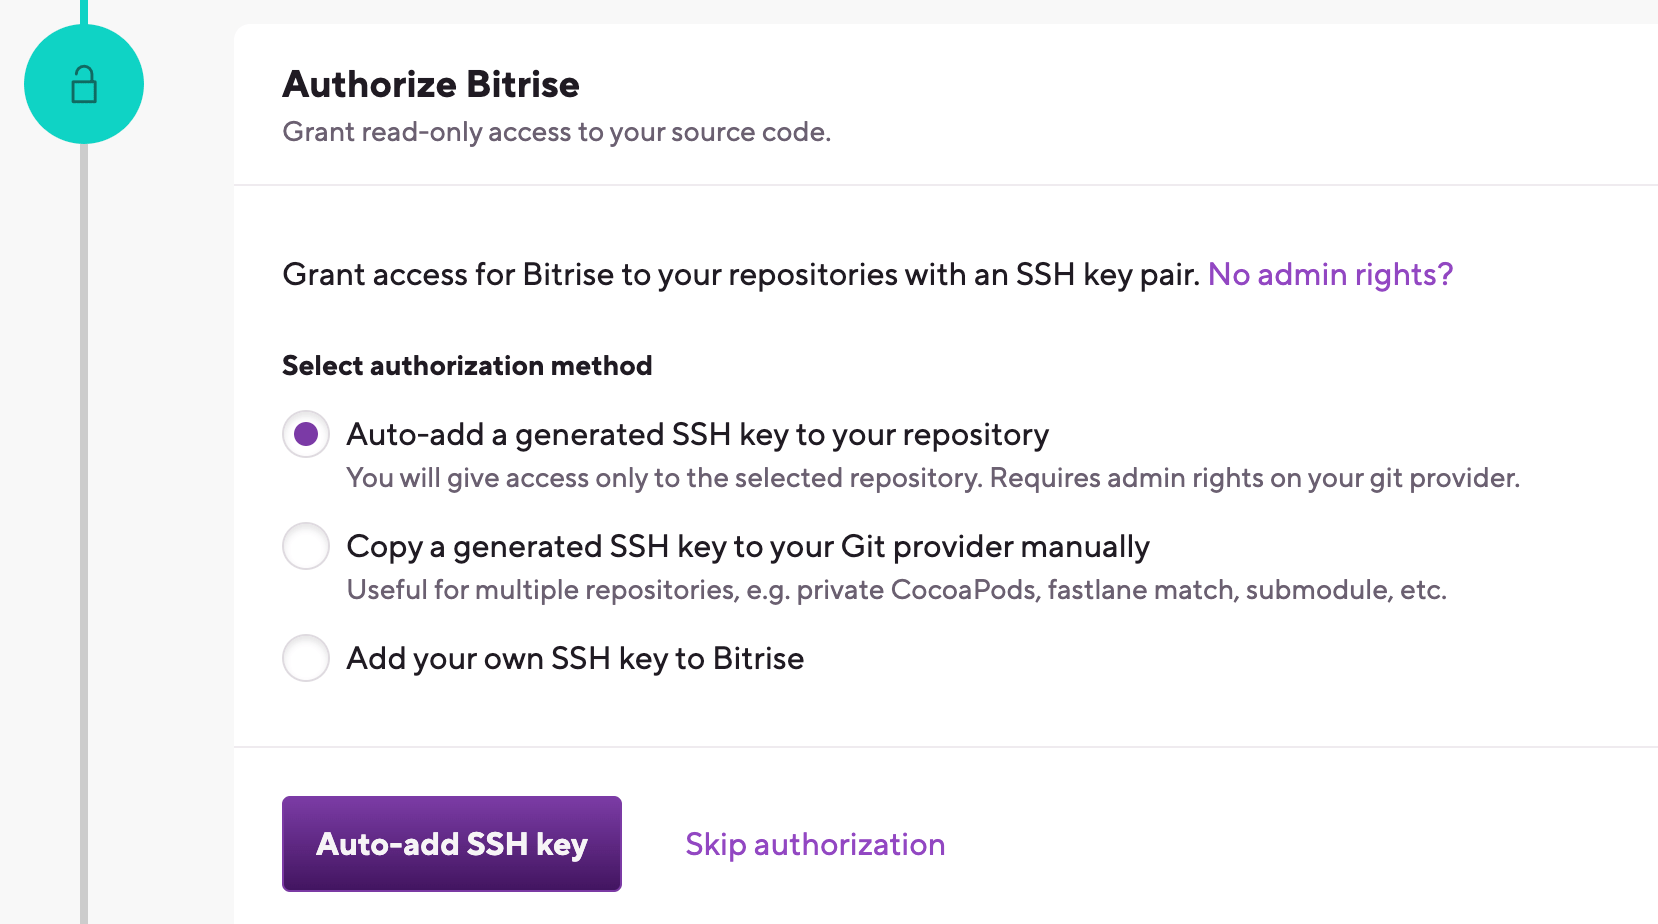 Authorize Bitrise
Grant read-only access to your source code.
Grant access for Bitrise to your repositories with an SSH key pair. No admin rights?
Select authorization method
Auto-add a generated SSH key to your repository
You will give access only to the selected repository. Requires admin rights on your git provider.
Copy a generated SSH key to your Git provider manually
Useful for multiple repositories, e.g. private CocoaPods, fastlane match, submodule, etc.
Add your own SSH key to Bitrise
Auto-add SSH key
Skip authorization